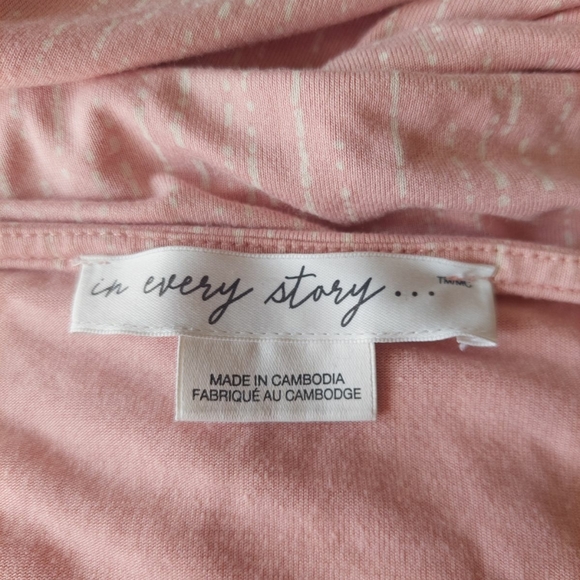 in every story...
MADE IN CAMBODIA
FABRIQUÉ AU CAMBODGE